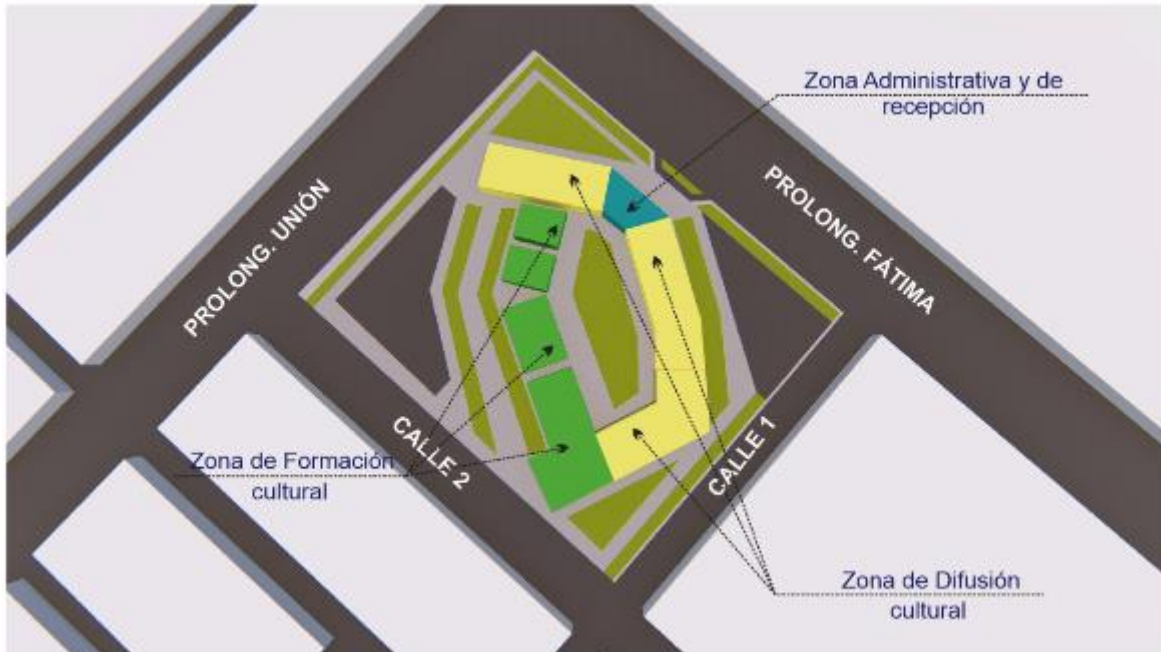 Zona Administrativa y de
recepción
PROLONG. UNIÓN
PROLONG. FÁTIMA
CALLE 2
CALLE 1
Zona de Formación
cultural
Zona de Difusión
cultural